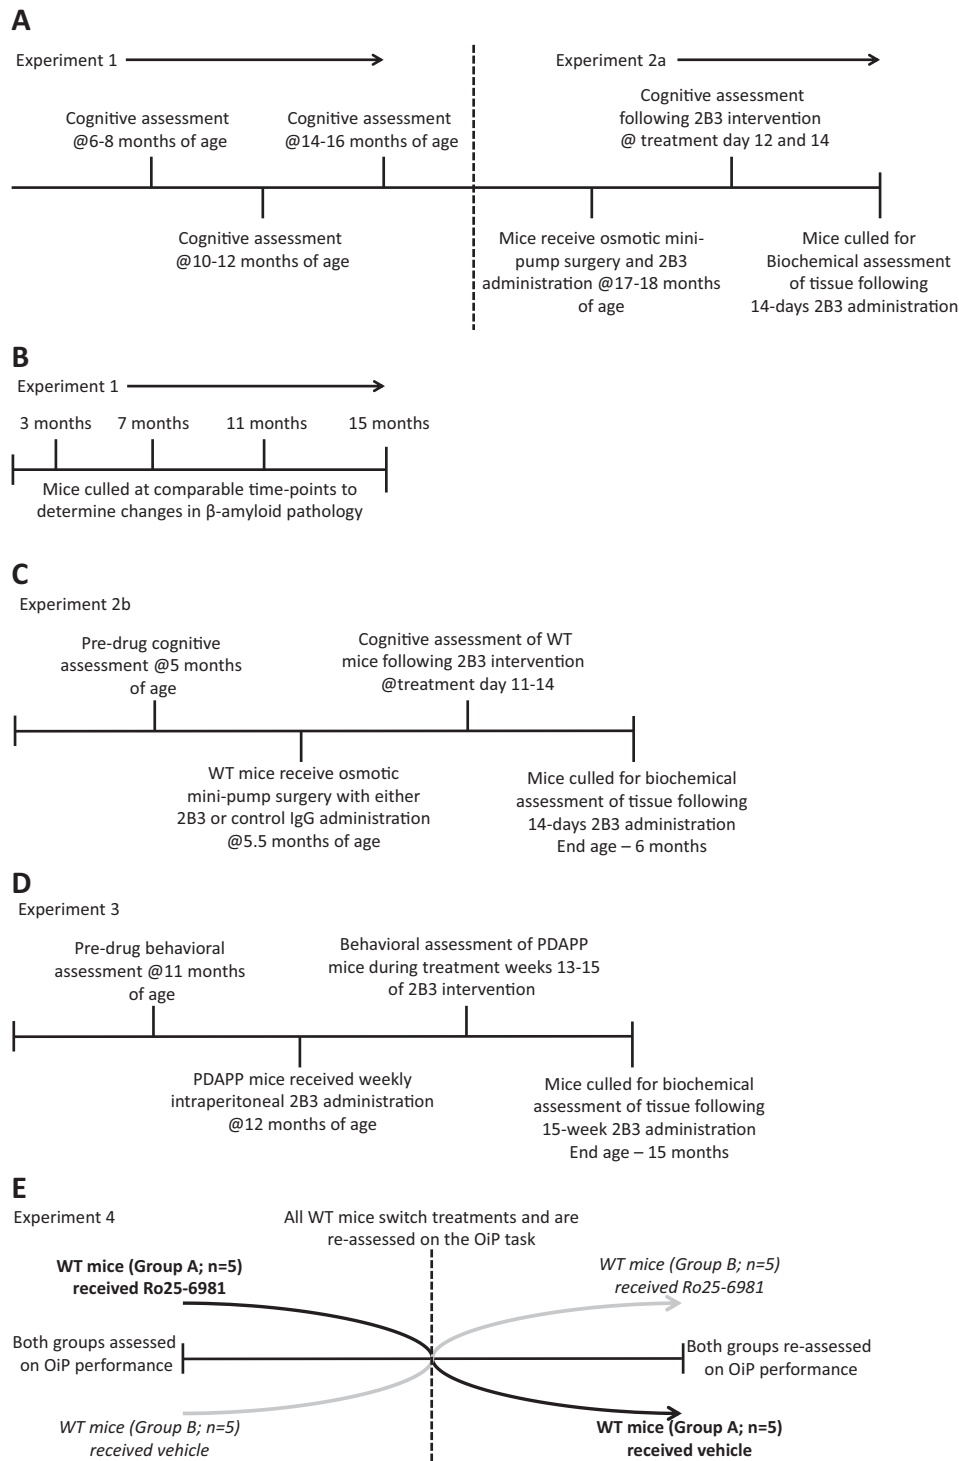 A
Experiment 1
Experiment 2a
Cognitive assessment
@6-8 months of age
Cognitive assessment
@14-16 months of age
Cognitive assessment
following 2B3 intervention
@ treatment day 12 and 14
Cognitive assessment
@10-12 months of age
Mice receive osmotic mini-
pump surgery and 2B3
administration @17-18 months
of age
Mice culled for
Biochemical assessment
of tissue following
14-days 2B3 administration
B
Experiment 1
3 months
7 months
11 months
15 months
Mice culled at comparable time-points to
determine changes in β-amyloid pathology
C
Experiment 2b
Pre-drug cognitive
assessment @5 months
of age
Cognitive assessment of WT
mice following 2B3 intervention
@treatment day 11-14
WT mice receive osmotic
mini-pump surgery with either
2B3 or control IgG administration
@5.5 months of age
Mice culled for biochemical
assessment of tissue following
14-days 2B3 administration
End age – 6 months
D
Experiment 3
Pre-drug behavioral
assessment @11 months
of age
Behavioral assessment of PDAPP
mice during treatment weeks 13-15
of 2B3 intervention
PDAPP mice received weekly
intraperitoneal 2B3 administration
@12 months of age
Mice culled for biochemical
assessment of tissue following
15-week 2B3 administration
End age – 15 months
E
Experiment 4
All WT mice switch treatments and are
re-assessed on the OiP task
WT mice (Group A; n=5)
received Ro25-6981
WT mice (Group B; n=5)
received Ro25-6981
Both groups assessed
on OiP performance
Both groups re-assessed
on OiP performance
WT mice (Group B; n=5)
received vehicle
WT mice (Group A; n=5)
received vehicle